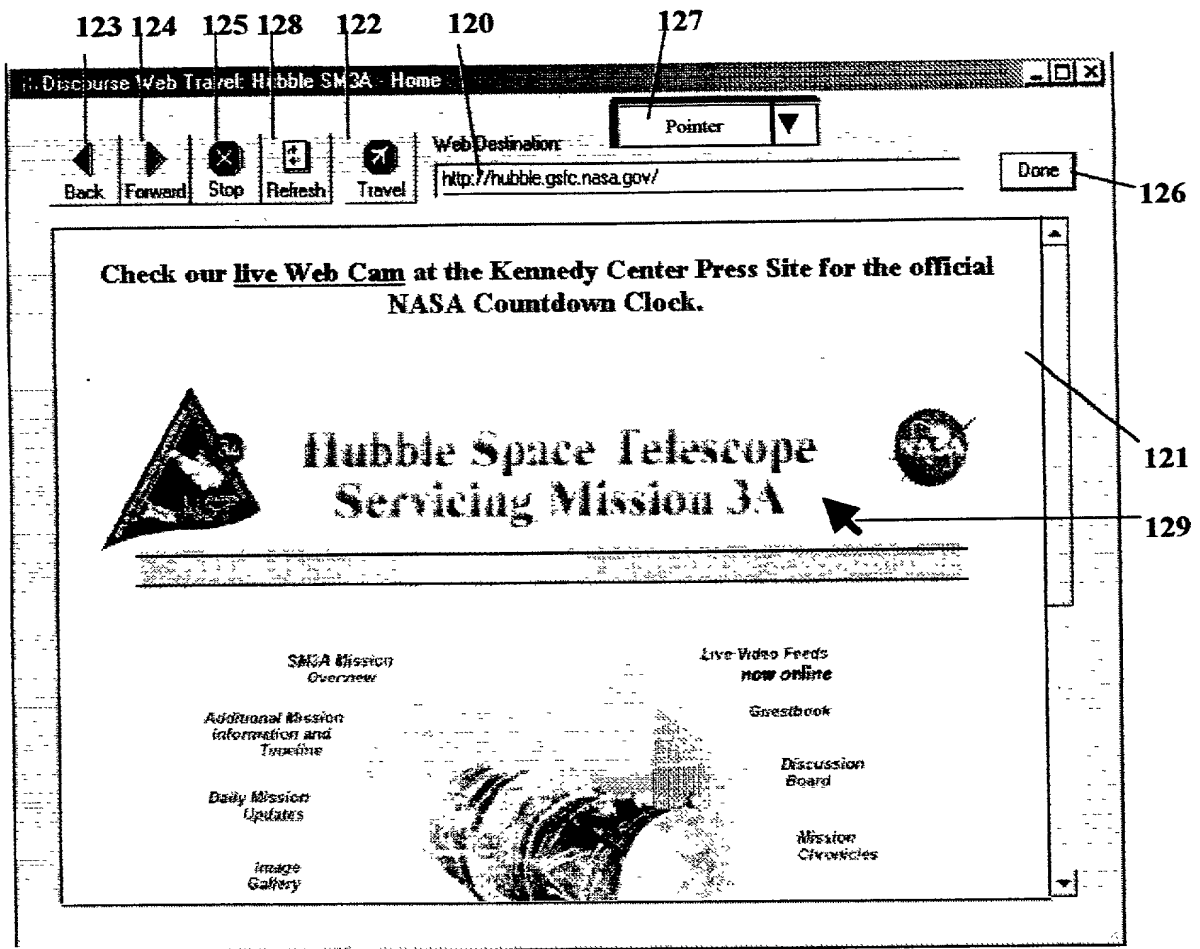 123 124 125 128 122 120 127
Discourse Web Travel: Hubble SM3A - Home
Pointer
Back Forward Stop Refresh Travel
Web Destination:
http://hubble.gsfc.nasa.gov/
Done
126
Check our live Web Cam at the Kennedy Center Press Site for the official
NASA Countdown Clock.
121
Hubble Space Telescope
Servicing Mission 3A
129
SM3A Mission
Overview
Live Video Feeds
now online
Additional Mission
Information and
Timeline
Guestbook
Discussion
Board
Daily Mission
Updates
Mission
Chronicles
Image
Gallery